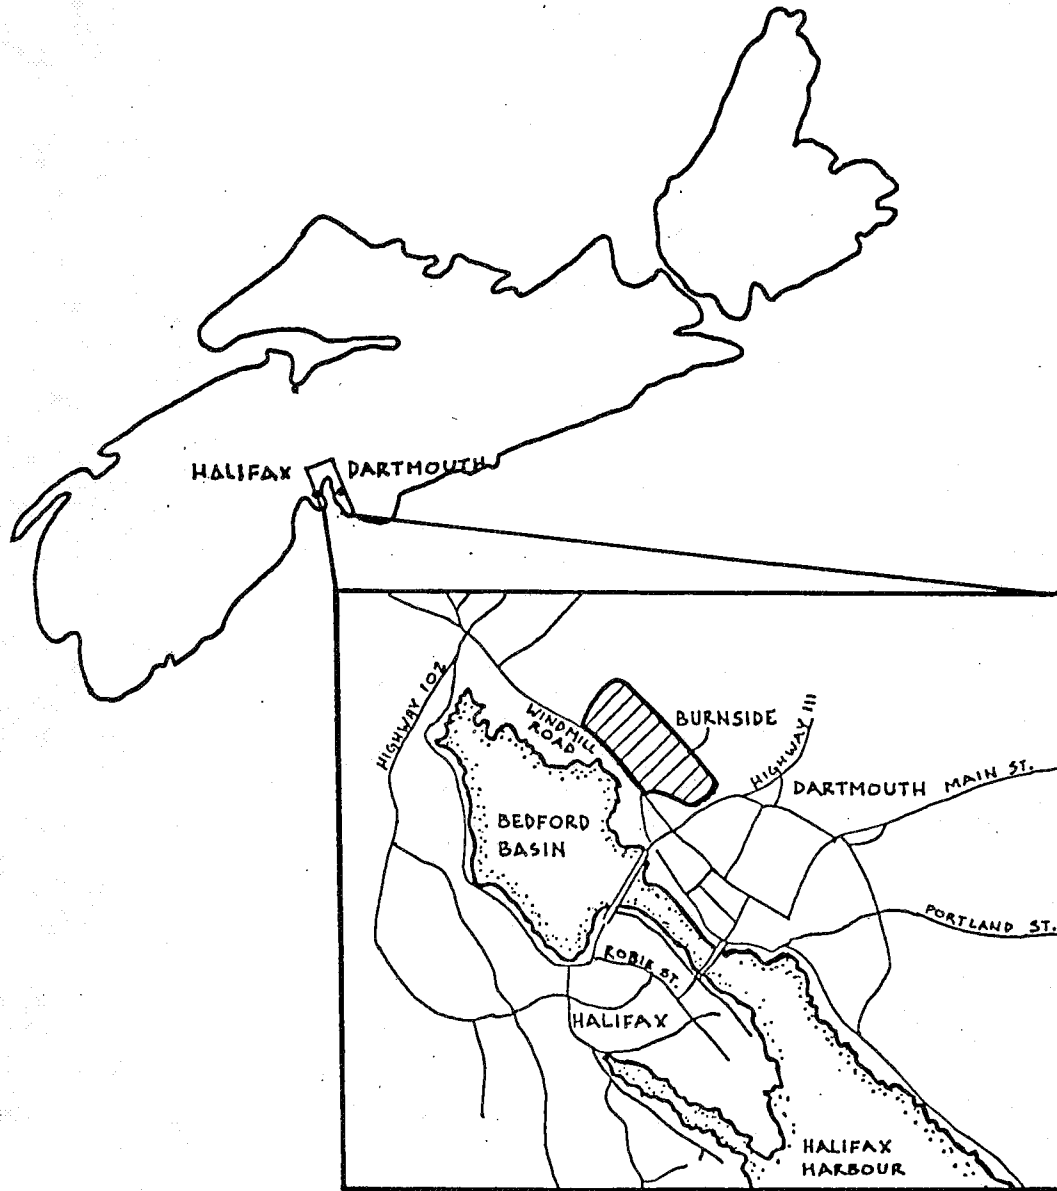 HALIFAX
DARTMOUTH
HIGHWAY 102
WINDMILL
ROAD
BURNSIDE
HIGHWAY 111
DARTMOUTH
MAIN ST.
BEDFORD
BASIN
PORTLAND ST.
ROBIE ST.
HALIFAX
HALIFAX
HARBOUR